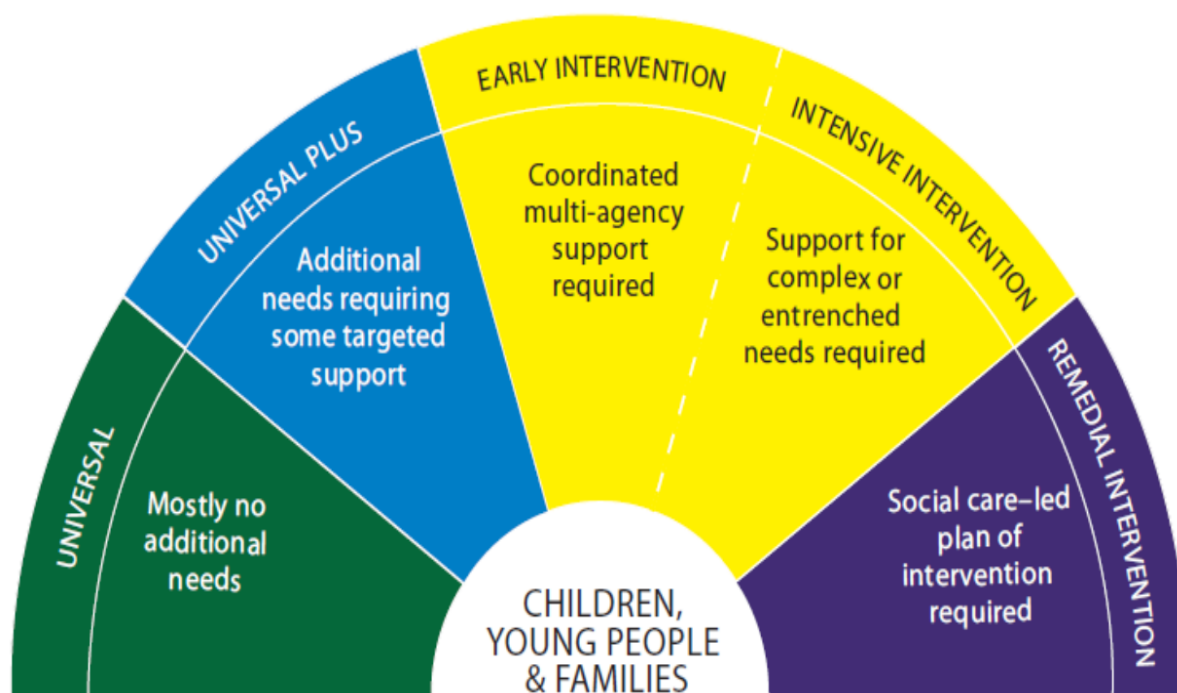 UNIVERSAL
Mostly no
additional
needs
UNIVERSAL PLUS
Additional
needs requiring
some targeted
support
EARLY INTERVENTION
Coordinated
multi-agency
support
required
INTENSIVE INTERVENTION
Support for
complex or
entrenched
needs required
REMEDIAL INTERVENTION
Social care–led
plan of
intervention
required
CHILDREN,
YOUNG PEOPLE
& FAMILIES